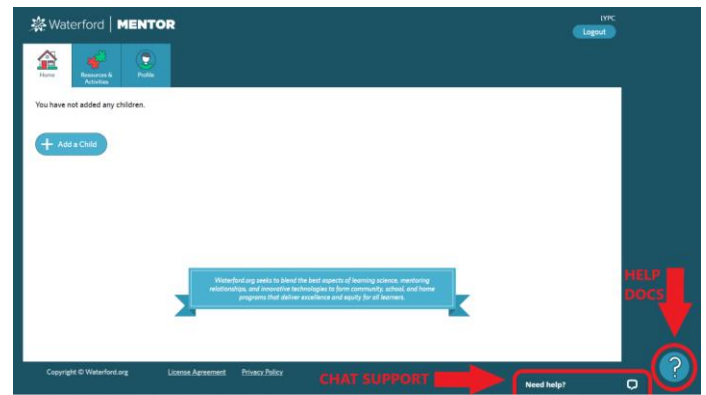 Waterford | MENTOR
LYPC
Logout
Home
Resources &
Activities
Profile
You have not added any children.
+ Add a Child
Waterford.org seeks to blend the best aspects of learning science, mentoring
relationships, and innovative technologies to form community, school, and home
programs that deliver excellence and equity for all learners.
HELP
DOCS
?
Copyright © Waterford.org
License Agreement
Privacy Policy
CHAT SUPPORT
Need help?